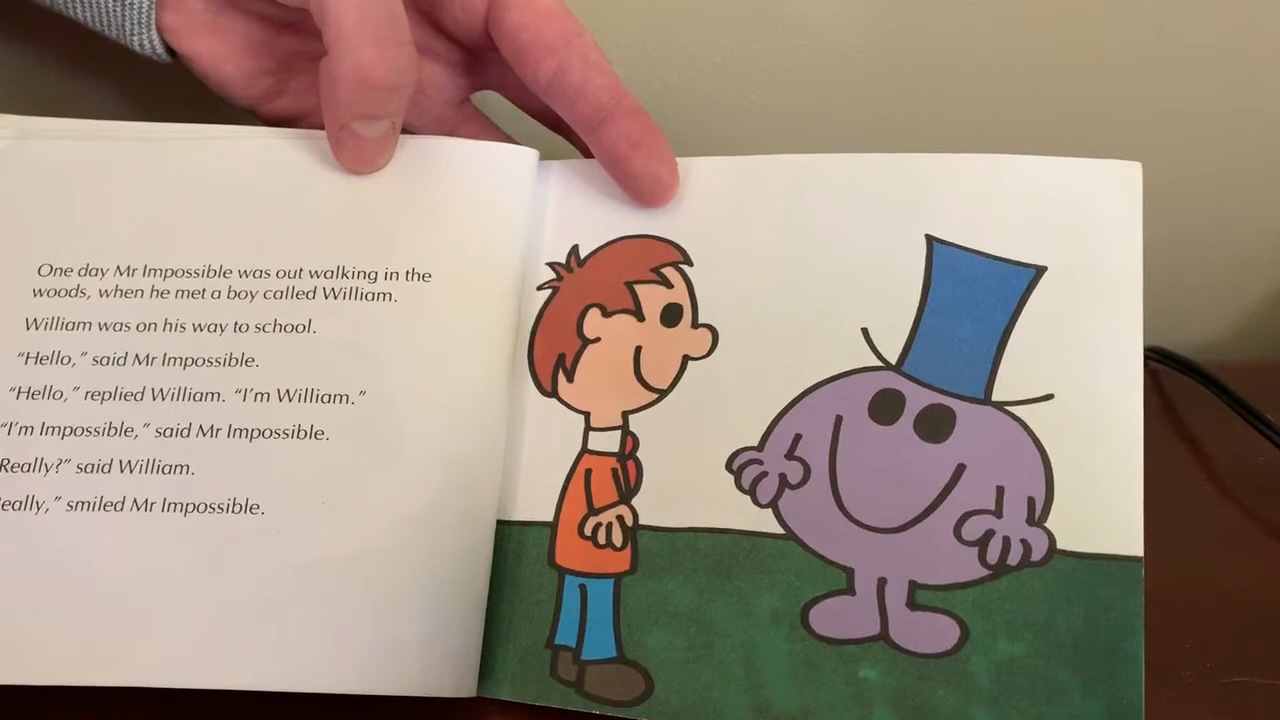 One day Mr Impossible was out walking in the
woods, when he met a boy called William.
William was on his way to school.
“Hello,” said Mr Impossible.
“Hello,” replied William. “I'm William.”
“I'm Impossible,” said Mr Impossible.
Really?” said William.
eally,” smiled Mr Impossible.